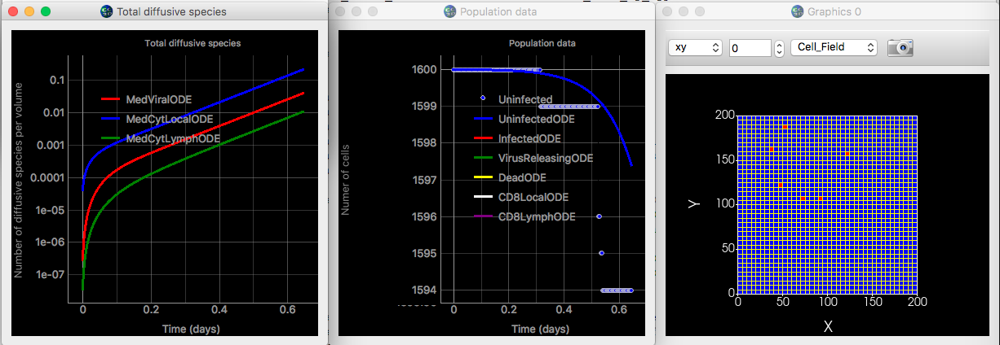 Total diffusive species
Total diffusive species
Number of diffusive species per volume
0.1
0.01
0.001
0.0001
1e-05
1e-06
1e-07
MedViralODE
MedCytLocalODE
MedCytLymphODE
0
0.2
0.4
0.6
Time (days)
Population data
Population data
Numer of cells
1600
1599
1598
1597
1596
1595
1594
Uninfected
UninfectedODE
InfectedODE
VirusReleasingODE
DeadODE
CD8LocalODE
CD8LymphODE
0
0.2
0.4
0.6
Time (days)
Graphics 0
xy
0
Cell_Field
200
150
100
50
0
Y
0
50
100
150
200
X